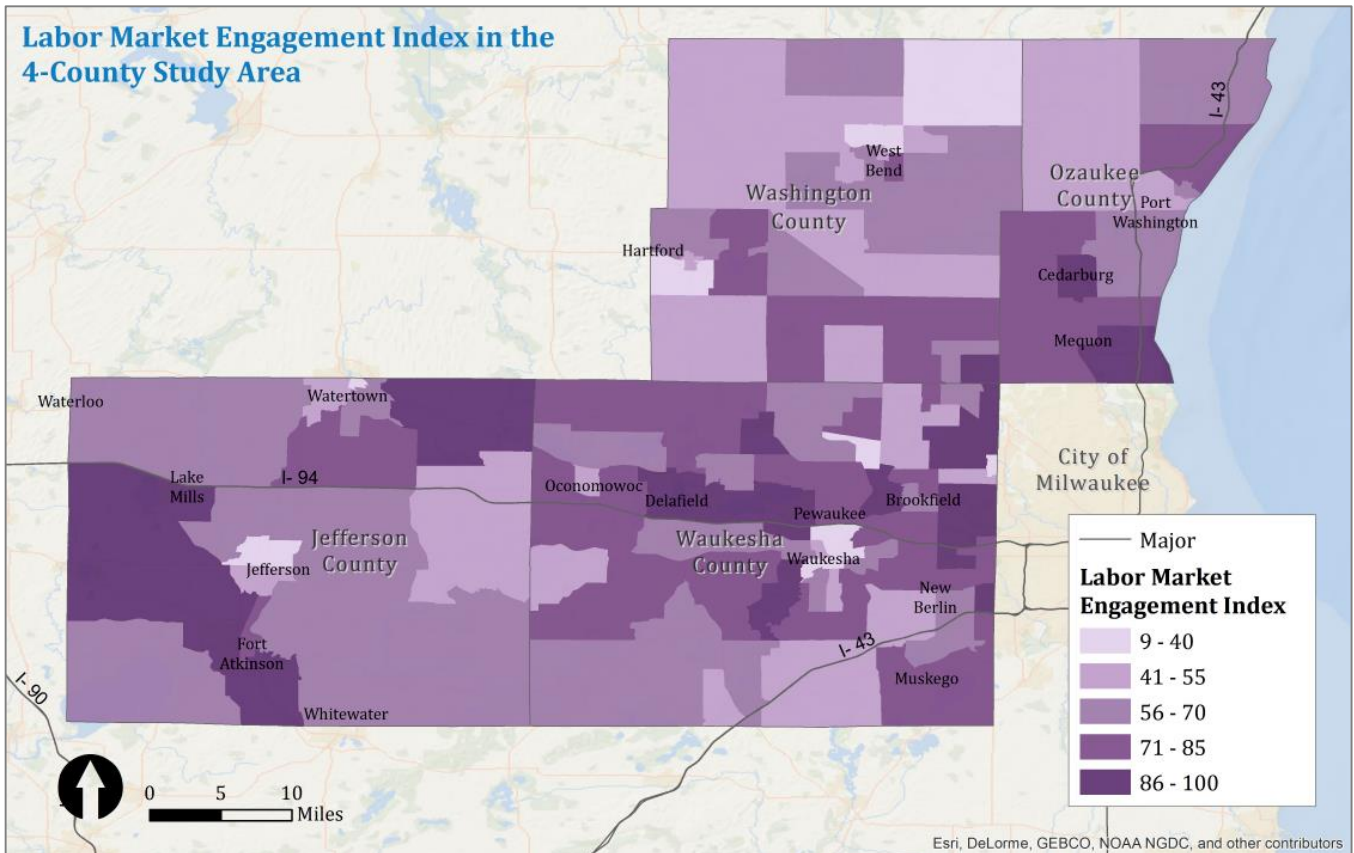 Labor Market Engagement Index in the
4-County Study Area
I- 43
West
Bend
Washington
County
Ozaukee
County
Port
Washington
Hartford
Cedarburg
Mequon
Waterloo
Watertown
City of
Milwaukee
Lake
Mills
I- 94
Oconomowoc
Delafield
Brookfield
Pewaukee
Jefferson
County
Waukesha
County
Waukesha
Jefferson
New
Berlin
Fort
Atkinson
I- 43
Muskego
I- 90
Whitewater
Major
Labor Market
Engagement Index
9 - 40
41 - 55
56 - 70
71 - 85
86 - 100
0 5 10
Miles
Esri, DeLorme, GEBCO, NOAA NGDC, and other contributors